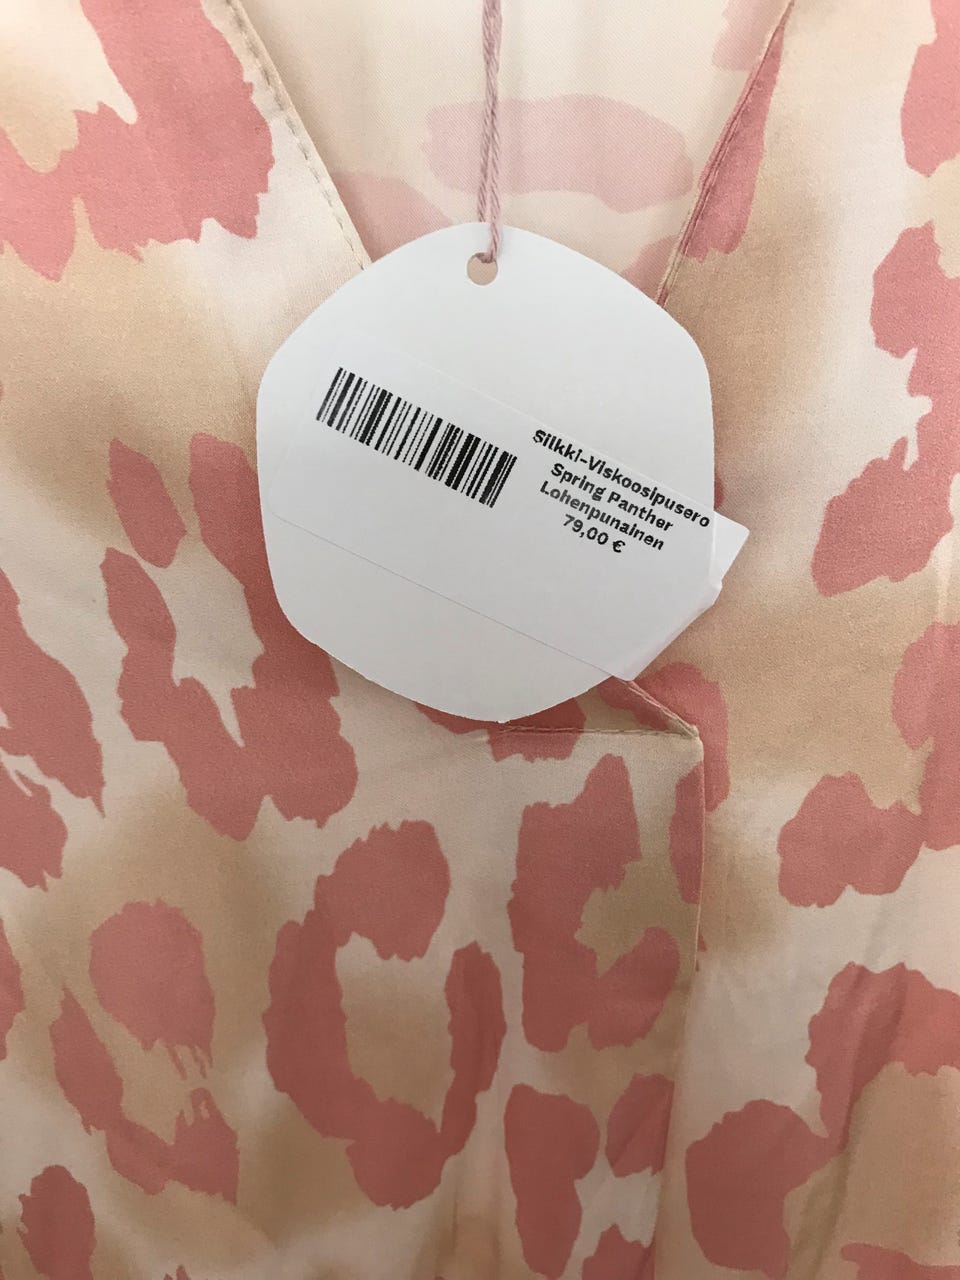 Silkki-Viskoosipusero
Spring Panther
Lohenpunainen
79,00 €